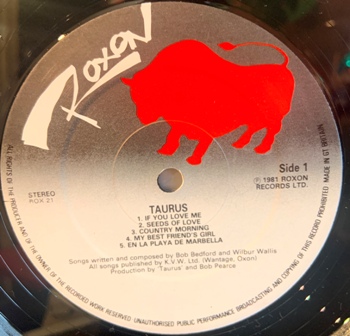 ROXON
Side 1
℗ 1981 ROXON
RECORDS LTD.
STEREO
ROX 21
TAURUS
1. IF YOU LOVE ME
2. SEEDS OF LOVE
3. COUNTRY MORNING
4. MY BEST FRIEND'S GIRL
5. EN LA PLAYA DE MARBELLA
Songs written and composed by Bob Bedford and Wilbur Wallis
All songs published by K.V.W. Ltd. (Wantage, Oxon)
Production by 'Taurus' and Bob Pearce
ALL RIGHTS OF THE PRODUCER AND OF THE OWNER OF THE RECORDED WORK RESERVED UNAUTHORISED PUBLIC PERFORMANCE, BROADCASTING AND COPYING OF THIS RECORD PROHIBITED. MADE IN GT. BRITAIN